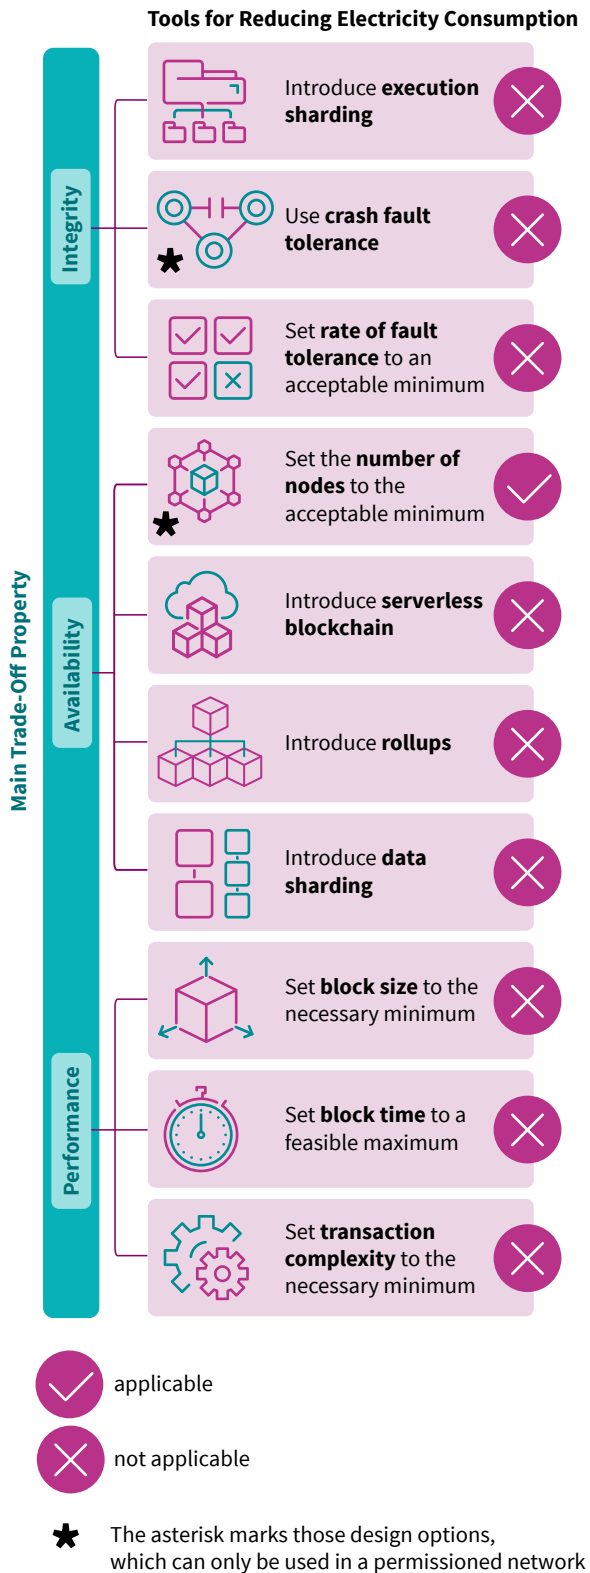 Tools for Reducing Electricity Consumption
Main Trade-Off Property
Integrity
Introduce execution
sharding
Use crash fault
tolerance
*
Set rate of fault
tolerance to an
acceptable minimum
Availability
Set the number of
nodes to the
acceptable minimum
*
Introduce serverless
blockchain
Introduce rollups
Introduce data
sharding
Performance
Set block size to the
necessary minimum
Set block time to a
feasible maximum
Set transaction
complexity to the
necessary minimum
applicable
not applicable
* The asterisk marks those design options,
which can only be used in a permissioned network